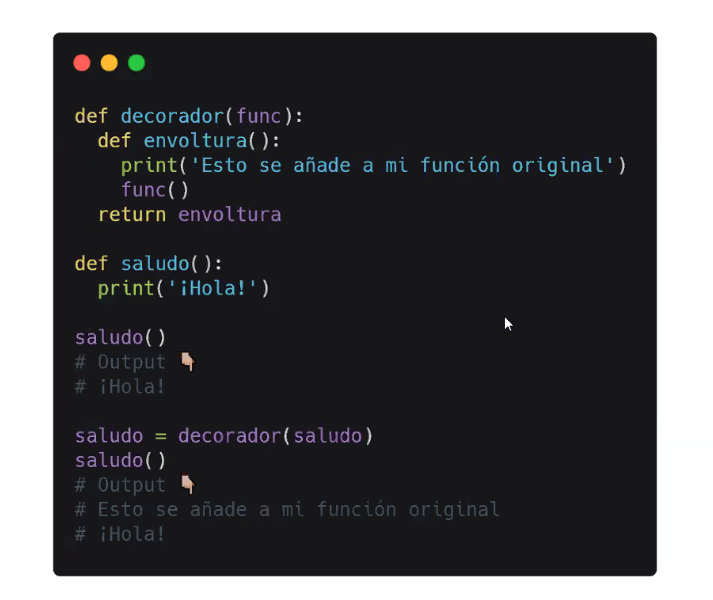 def decorador(func):
  def envoltura():
    print('Esto se añade a mi función original')
    func()
  return envoltura

def saludo():
  print('¡Hola!')

saludo()
# Output 👇🏼
# ¡Hola!

saludo = decorador(saludo)
saludo()
# Output 👇🏼
# Esto se añade a mi función original
# ¡Hola!